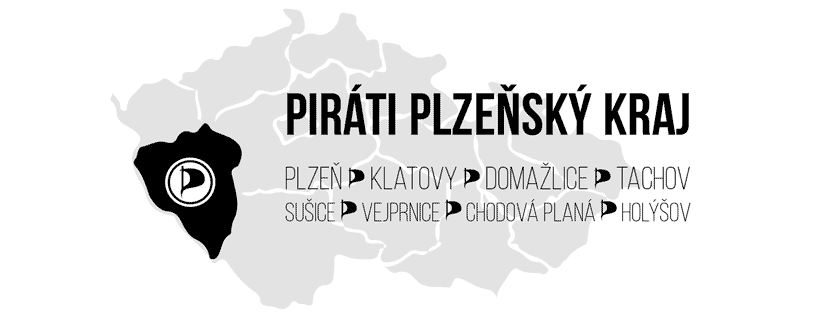 PIRÁTI PLZEŇSKÝ KRAJ
PLZEŇ KLATOVY DOMAŽLICE TACHOV
SUŠICE VEJPRNICE CHODOVÁ PLANÁ HOLÝŠOV